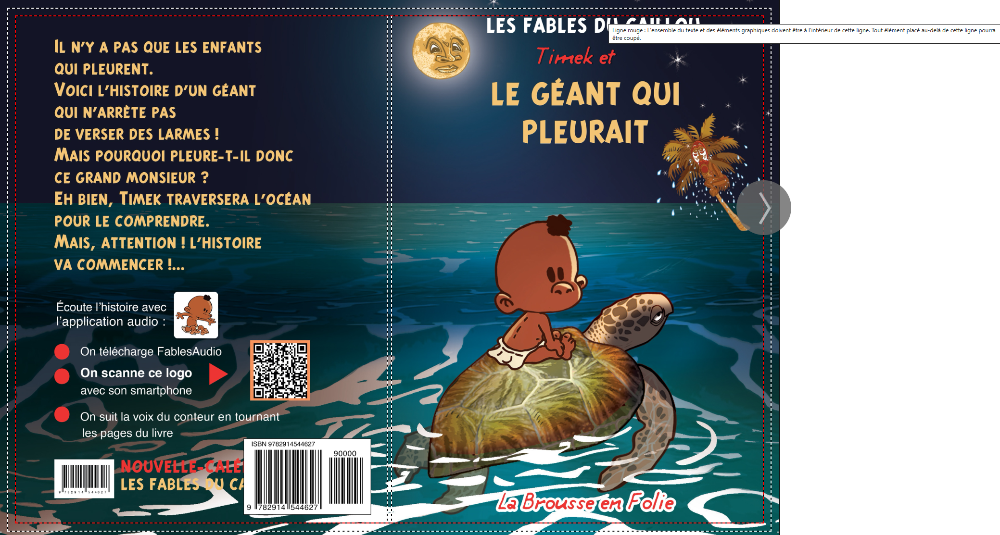 IL N'Y A PAS QUE LES ENFANTS
QUI PLEURENT.
VOICI L'HISTOIRE D'UN GÉANT
QUI N'ARRÈTE PAS
DE VERSER DES LARMES !
MAIS POURQUOI PLEURE-T-IL DONC
CE GRAND MONSIEUR ?
EH BIEN, TIMEK TRAVERSERA L'OCÉAN
POUR LE COMPRENDRE.
MAIS, ATTENTION ! L'HISTOIRE
VA COMMENCER !...
Écoute l'histoire avec
l'application audio :
On télécharge FablesAudio
On scanne ce logo
avec son smartphone
On suit la voix du conteur en tournant
les pages du livre
9 782914 544627
NOUVELLE-CALÉ
LES FABLES DU CA
ISBN 9782914544627
90000
9 782914 544627
LES FABLES DU CAILLOU
Ligne rouge : L'ensemble du texte et des éléments graphiques doivent être à l'intérieur de cette ligne. Tout élément placé au-delà de cette ligne pourra
être coupé.
Timek et
LE GÉANT QUI
PLEURAIT
La Brousse en Folie